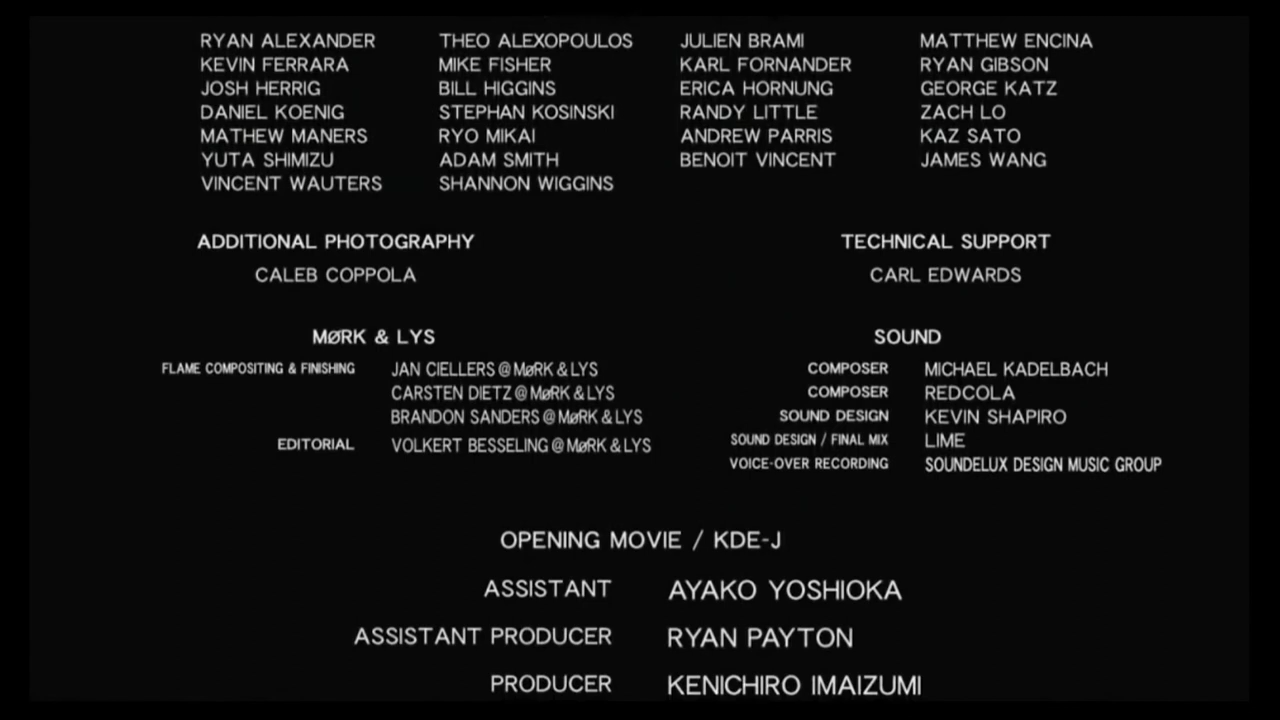 RYAN ALEXANDER THEO ALEXOPOULOS JULIEN BRAMI MATTHEW ENCINA
KEVIN FERRARA MIKE FISHER KARL FORNANDER RYAN GIBSON
JOSH HERRIG BILL HIGGINS ERICA HORNUNG GEORGE KATZ
DANIEL KOENIG STEPHAN KOSINSKI RANDY LITTLE ZACH LO
MATHEW MANERS RYO MIKAI ANDREW PARRIS KAZ SATO
YUTA SHIMIZU ADAM SMITH BENOIT VINCENT JAMES WANG
VINCENT WAUTERS SHANNON WIGGINS
ADDITIONAL PHOTOGRAPHY
CALEB COPPOLA
TECHNICAL SUPPORT
CARL EDWARDS
MØRK & LYS
FLAME COMPOSITING & FINISHING JAN CIELLERS@MøRK & LYS
CARSTEN DIETZ@MøRK & LYS
BRANDON SANDERS@MøRK & LYS
EDITORIAL VOLKERT BESSELING@MøRK & LYS
SOUND
COMPOSER MICHAEL KADELBACH
COMPOSER REDCOLA
SOUND DESIGN KEVIN SHAPIRO
SOUND DESIGN / FINAL MIX LIME
VOICE-OVER RECORDING SOUNDELUX DESIGN MUSIC GROUP
OPENING MOVIE / KDE-J
ASSISTANT AYAKO YOSHIOKA
ASSISTANT PRODUCER RYAN PAYTON
PRODUCER KENICHIRO IMAIZUMI